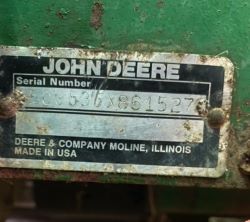 JOHN DEERE
Serial Number
DEERE & COMPANY MOLINE, ILLINOIS
MADE IN USA